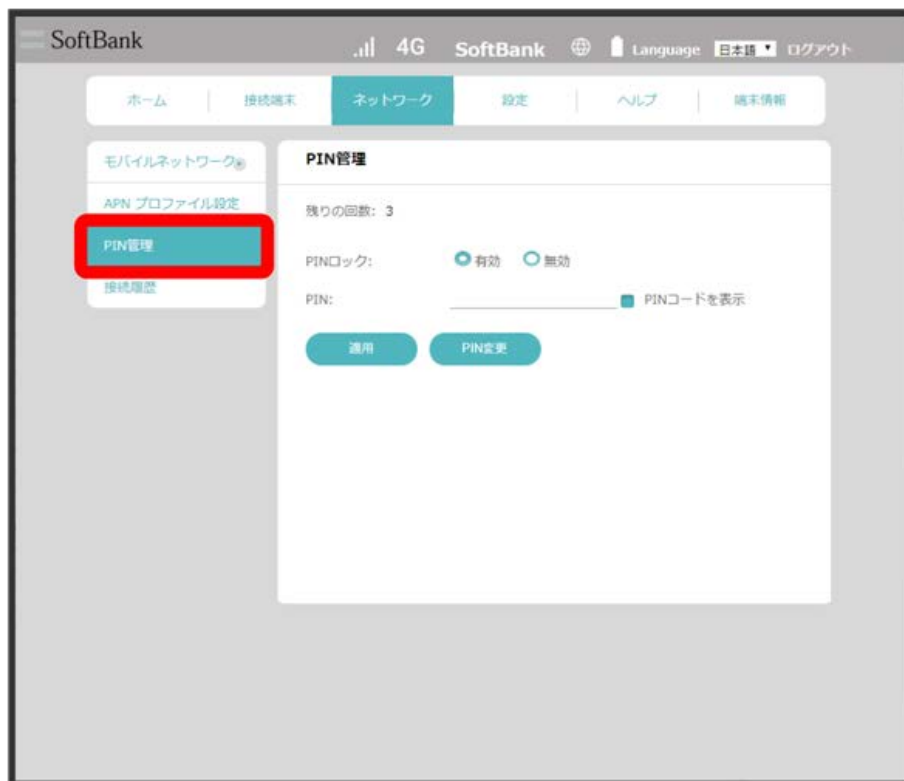 SoftBank 4G SoftBank Language 日本語 ログアウト
ホーム 接続端末 ネットワーク 設定 ヘルプ 端末情報
モバイルネットワーク
APN プロファイル設定
PIN管理
接続履歴
PIN管理
残りの回数: 3
PINロック: 有効 無効
PIN: PINコードを表示
適用 PIN変更